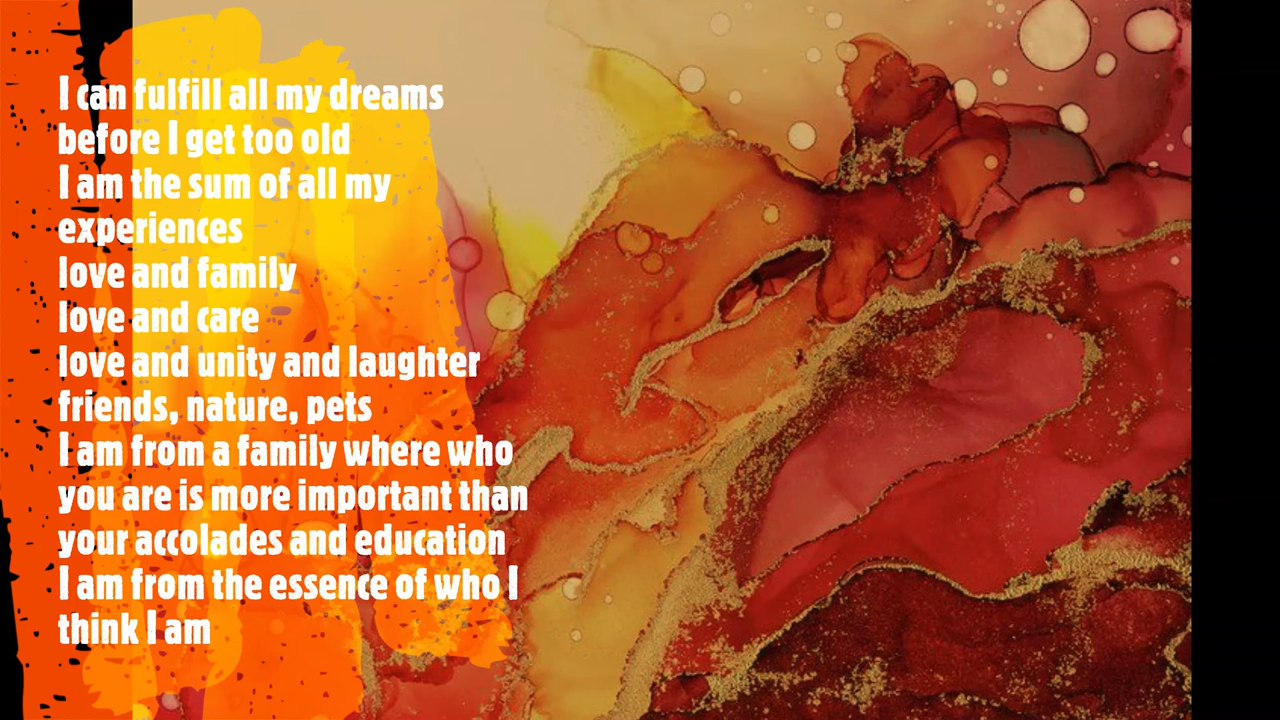 I can fulfill all my dreams
before I get too old
I am the sum of all my
experiences
love and family
love and care
love and unity and laughter
friends, nature, pets
I am from a family where who
you are is more important than
your accolades and education
I am from the essence of who I
think I am